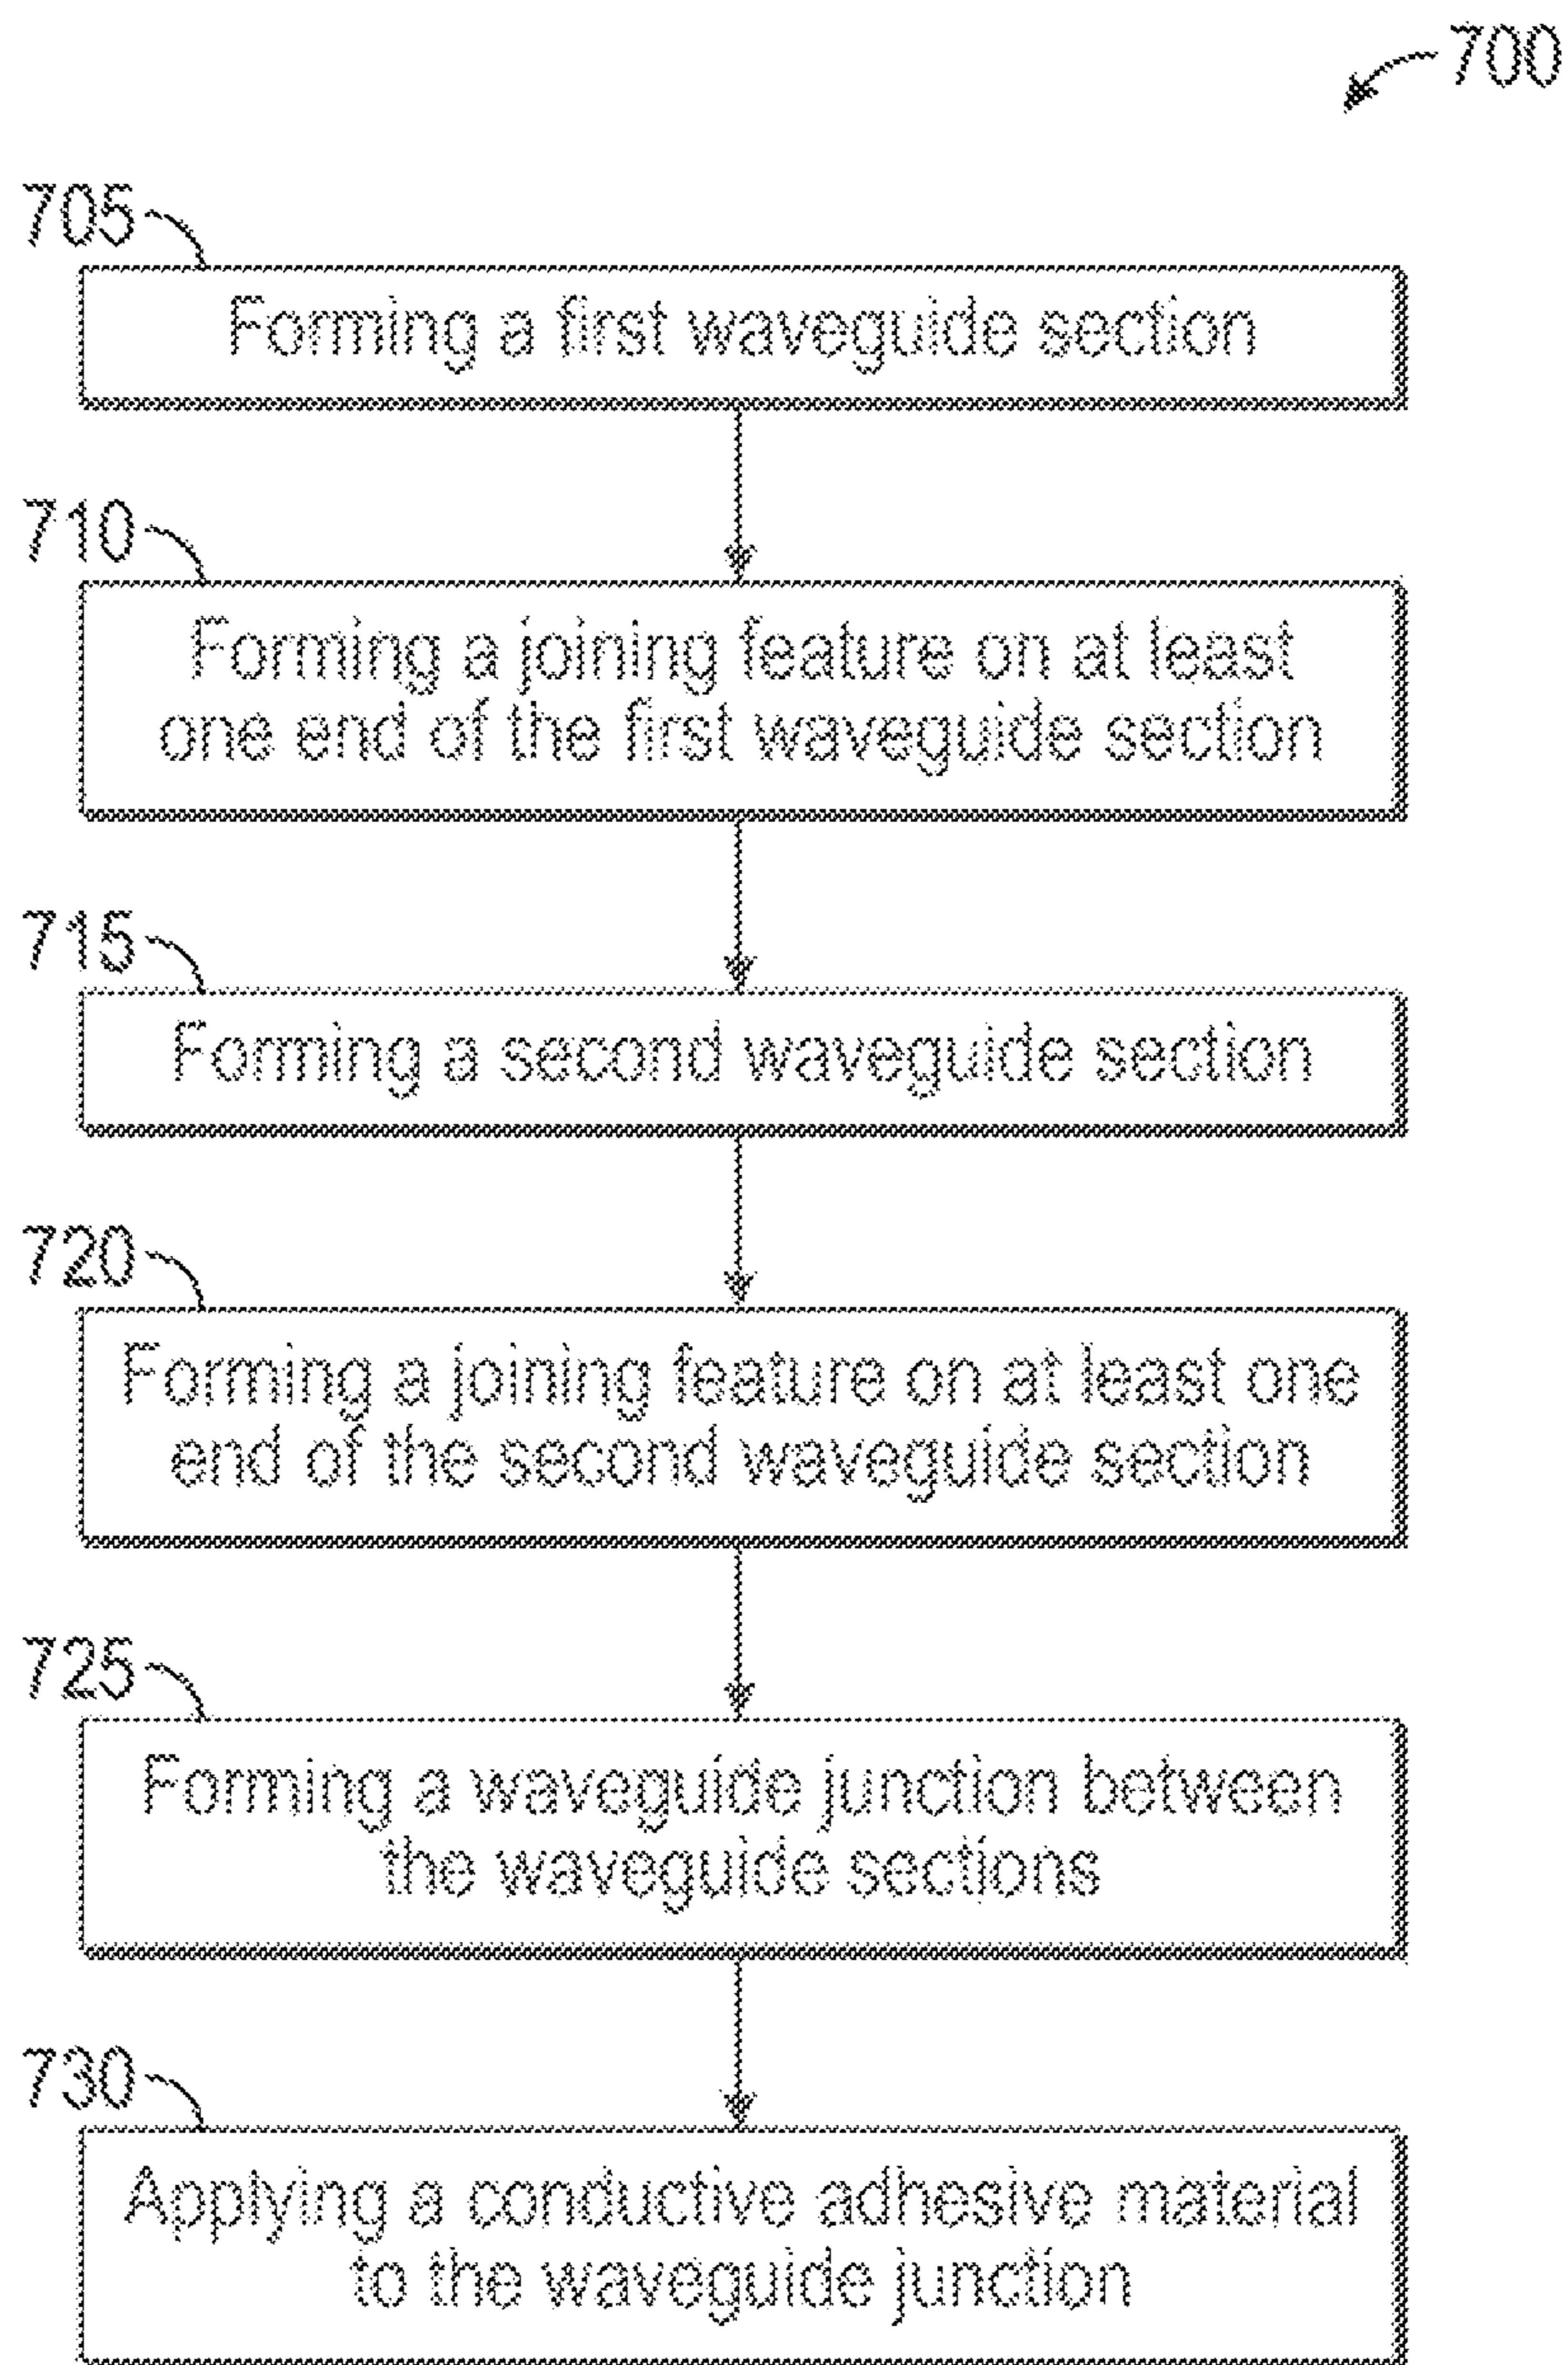 700
705
Forming a first waveguide section
710
Forming a joining feature on at least
one end of the first waveguide section
715
Forming a second waveguide section
720
Forming a joining feature on at least one
end of the second waveguide section
725
Forming a waveguide junction between
the waveguide sections
730
Applying a conductive adhesive material
to the waveguide junction